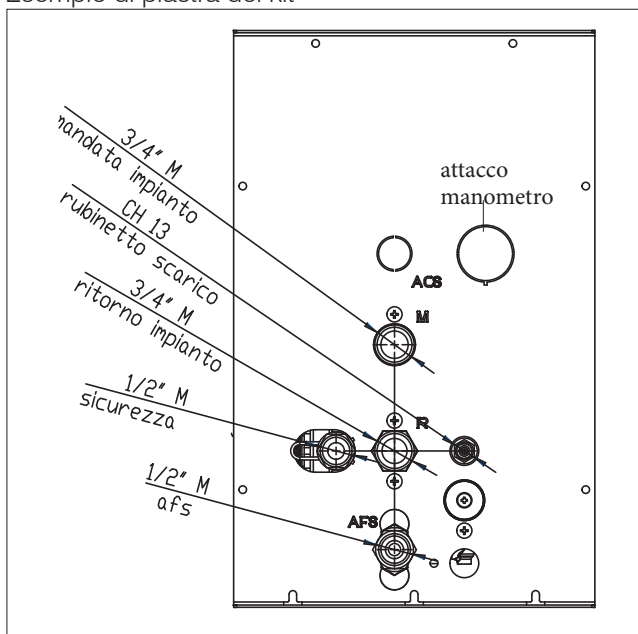 Esempio di piastra del kit
3/4" M
mandata impianto
CH 13
rubinetto scarico
3/4" M
ritorno impianto
1/2" M
sicurezza
1/2" M
afs
attacco
manometro
ACS
M
R
AFS